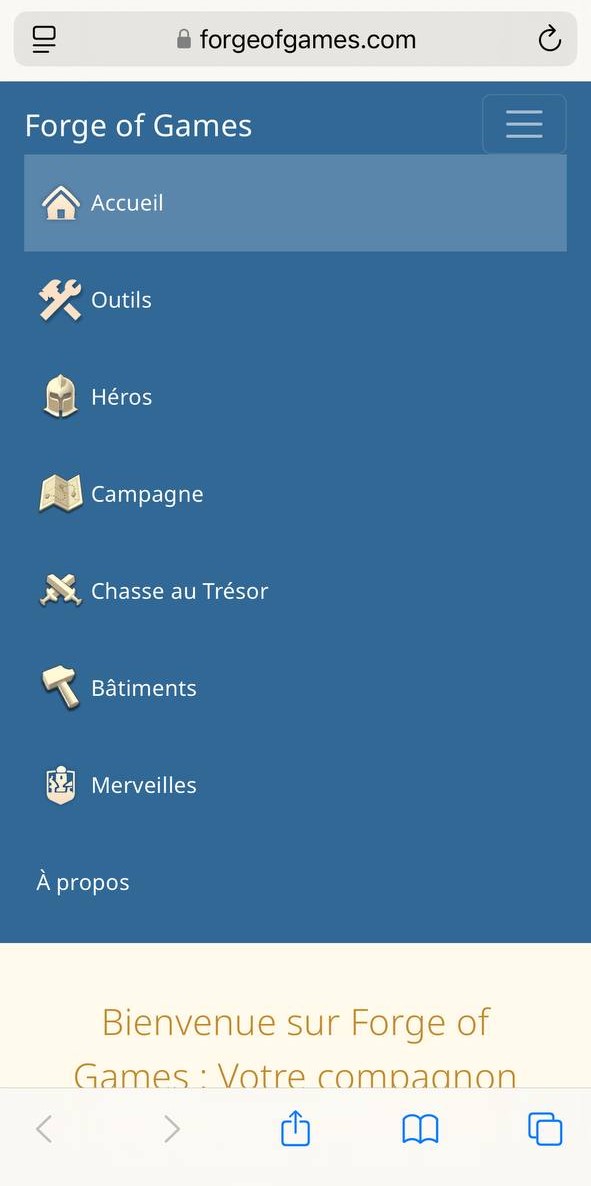 forgeofgames.com
Forge of Games
Accueil
Outils
Héros
Campagne
Chasse au Trésor
Bâtiments
Merveilles
À propos
Bienvenue sur Forge of
Games : Votre compagnon